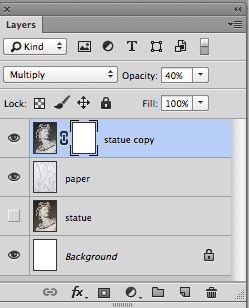 Layers
Kind
Multiply Opacity: 40%
Lock: Fill: 100%
statue copy
paper
statue
Background
fx